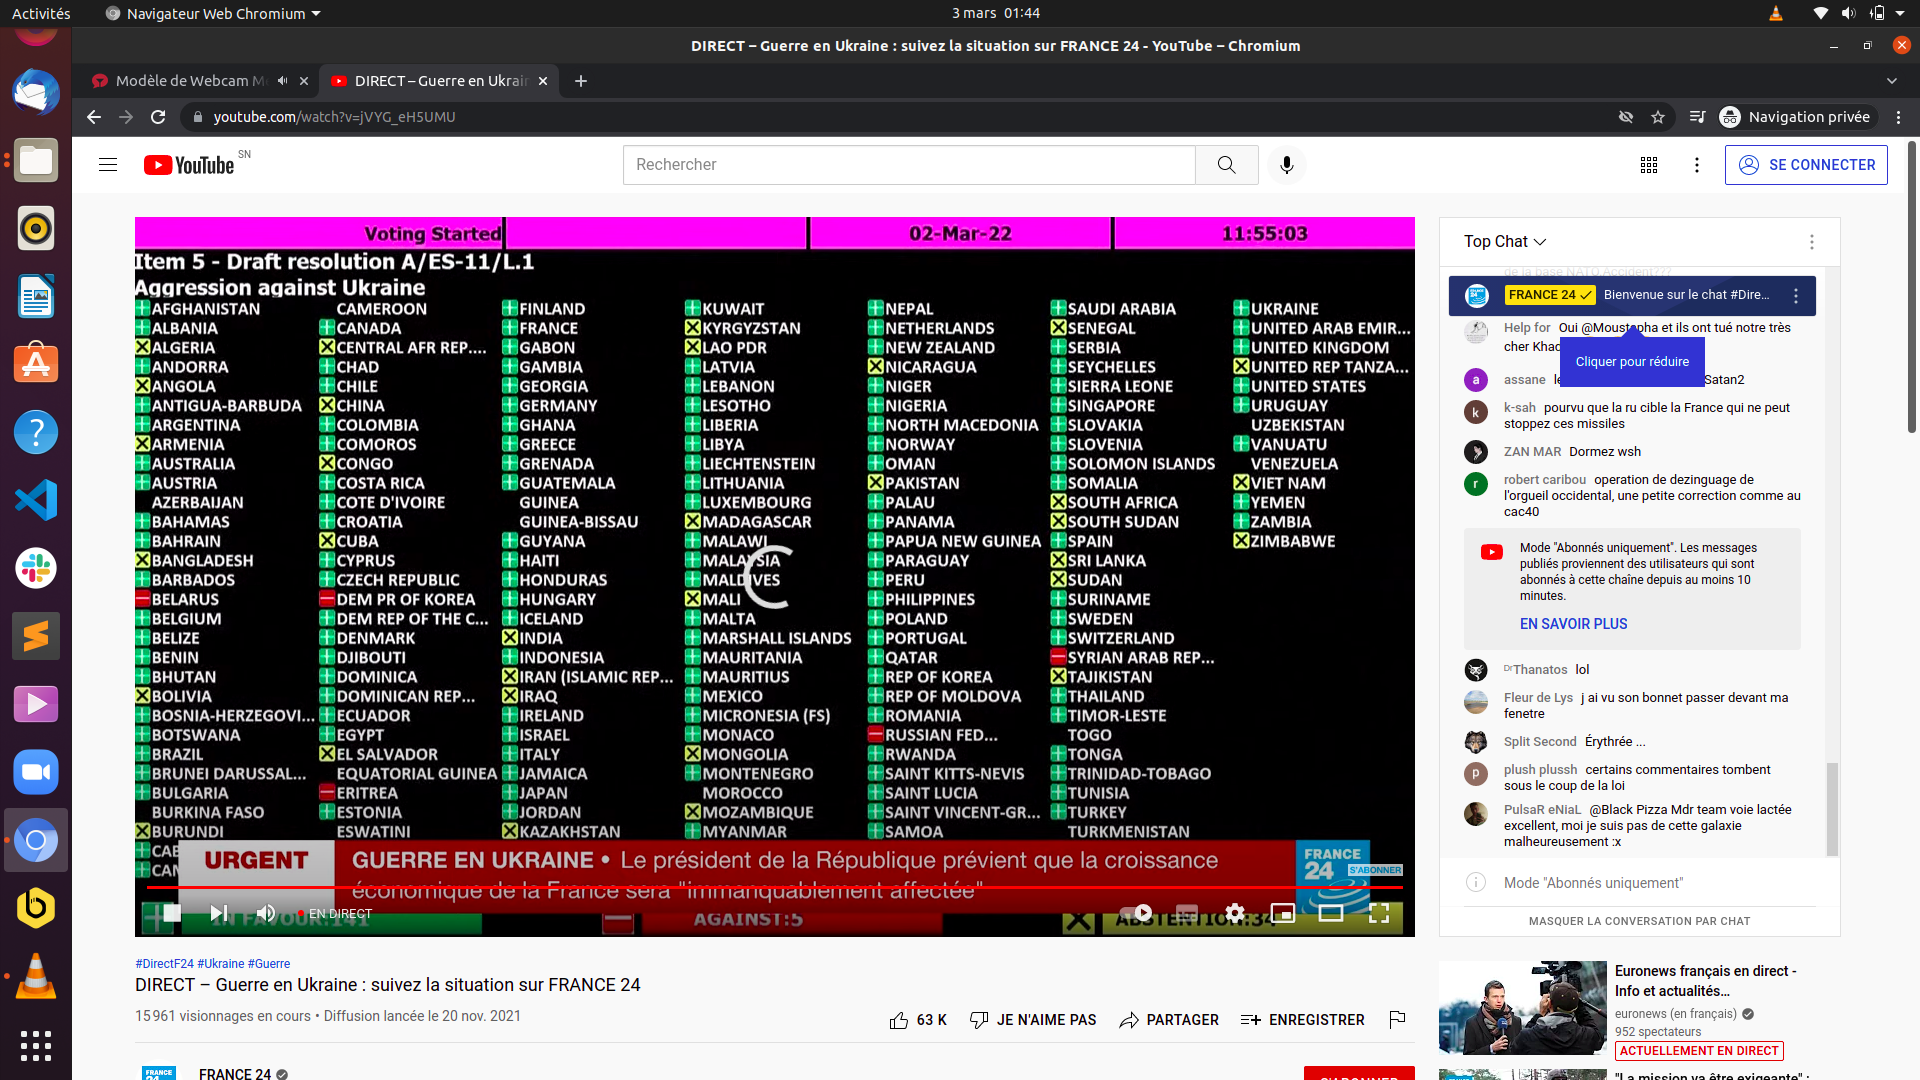 Activités
Navigateur Web Chromium
3 mars 01:44
DIRECT – Guerre en Ukraine : suivez la situation sur FRANCE 24 - YouTube – Chromium
Modèle de Webcam M
DIRECT – Guerre en Ukrain
youtube.com/watch?v=jVYG_eH5UMU
Navigation privée
YouTube SN
Rechercher
SE CONNECTER
Voting Started 02-Mar-22 11:55:03
Item 5 - Draft resolution A/ES-11/L.1
Aggression against Ukraine
AFGHANISTAN
ALBANIA
ALGERIA
ANDORRA
ANGOLA
ANTIGUA-BARBUDA
ARGENTINA
ARMENIA
AUSTRALIA
AUSTRIA
AZERBAIJAN
BAHAMAS
BAHRAIN
BANGLADESH
BARBADOS
BELARUS
BELGIUM
BELIZE
BENIN
BHUTAN
BOLIVIA
BOSNIA-HERZEGOVI...
BOTSWANA
BRAZIL
BRUNEI DARUSSAL...
BULGARIA
BURKINA FASO
BURUNDI
CAMEROON
CANADA
CENTRAL AFR REP....
CHAD
CHILE
CHINA
COLOMBIA
COMOROS
CONGO
COSTA RICA
COTE D'IVOIRE
CROATIA
CUBA
CYPRUS
CZECH REPUBLIC
DEM PR OF KOREA
DEM REP OF THE C...
DENMARK
DJIBOUTI
DOMINICA
DOMINICAN REP...
ECUADOR
EGYPT
EL SALVADOR
EQUATORIAL GUINEA
ERITREA
ESTONIA
ESWATINI
FINLAND
FRANCE
GABON
GAMBIA
GEORGIA
GERMANY
GHANA
GREECE
GRENADA
GUATEMALA
GUINEA
GUINEA-BISSAU
GUYANA
HAITI
HONDURAS
HUNGARY
ICELAND
INDIA
INDONESIA
IRAN (ISLAMIC REP...
IRAQ
IRELAND
ISRAEL
ITALY
JAMAICA
JAPAN
JORDAN
KAZAKHSTAN
KUWAIT
KYRGYZSTAN
LAO PDR
LATVIA
LEBANON
LESOTHO
LIBERIA
LIBYA
LIECHTENSTEIN
LITHUANIA
LUXEMBOURG
MADAGASCAR
MALAWI
MALAYSIA
MALDIVES
MALI
MALTA
MARSHALL ISLANDS
MAURITANIA
MAURITIUS
MEXICO
MICRONESIA (FS)
MONACO
MONGOLIA
MONTENEGRO
MOROCCO
MOZAMBIQUE
MYANMAR
NEPAL
NETHERLANDS
NEW ZEALAND
NICARAGUA
NIGER
NIGERIA
NORTH MACEDONIA
NORWAY
OMAN
PAKISTAN
PALAU
PANAMA
PAPUA NEW GUINEA
PARAGUAY
PERU
PHILIPPINES
POLAND
PORTUGAL
QATAR
REP OF KOREA
REP OF MOLDOVA
ROMANIA
RUSSIAN FED...
RWANDA
SAINT KITTS-NEVIS
SAINT LUCIA
SAINT VINCENT-GR...
SAMOA
SAUDI ARABIA
SENEGAL
SERBIA
SEYCHELLES
SIERRA LEONE
SINGAPORE
SLOVAKIA
SLOVENIA
SOLOMON ISLANDS
SOMALIA
SOUTH AFRICA
SOUTH SUDAN
SPAIN
SRI LANKA
SUDAN
SURINAME
SWEDEN
SWITZERLAND
SYRIAN ARAB REP...
TAJIKISTAN
THAILAND
TIMOR-LESTE
TOGO
TONGA
TRINIDAD-TOBAGO
TUNISIA
TURKEY
TURKMENISTAN
UKRAINE
UNITED ARAB EMIR...
UNITED KINGDOM
UNITED REP TANZA...
UNITED STATES
URUGUAY
UZBEKISTAN
VANUATU
VENEZUELA
VIET NAM
YEMEN
ZAMBIA
ZIMBABWE
URGENT
GUERRE EN UKRAINE • Le président de la République prévient que la croissance
économique de la France sera "immanquablement affectée"
FRANCE
24
S'ABONNER
EN DIRECT
IN FAVOUR:141
AGAINST:5
ABSTENTION:34
#DirectF24 #Ukraine #Guerre
DIRECT – Guerre en Ukraine : suivez la situation sur FRANCE 24
15 961 visionnages en cours • Diffusion lancée le 20 nov. 2021
63 K
JE N'AIME PAS
PARTAGER
ENREGISTRER
FRANCE 24
Top Chat
de la base NATO.Accident???
FRANCE 24 Bienvenue sur le chat #Dire...
Help for Oui @Moustapha et ils ont tué notre très
cher Khad
Cliquer pour réduire
assane
Satan2
k-sah pourvu que la ru cible la France qui ne peut
stoppez ces missiles
ZAN MAR Dormez wsh
robert caribou operation de dezinguage de
l'orgueil occidental, une petite correction comme au
cac40
Mode "Abonnés uniquement". Les messages
publiés proviennent des utilisateurs qui sont
abonnés à cette chaîne depuis au moins 10
minutes.
EN SAVOIR PLUS
DrThanatos lol
Fleur de Lys j ai vu son bonnet passer devant ma
fenetre
Split Second Érythrée ...
plush plussh certains commentaires tombent
sous le coup de la loi
PulsaR eNiaL @Black Pizza Mdr team voie lactée
excellent, moi je suis pas de cette galaxie
malheureusement :x
Mode "Abonnés uniquement"
MASQUER LA CONVERSATION PAR CHAT
Euronews français en direct -
Info et actualités...
euronews (en français)
952 spectateurs
ACTUELLEMENT EN DIRECT
"La mission va être exigeante" :